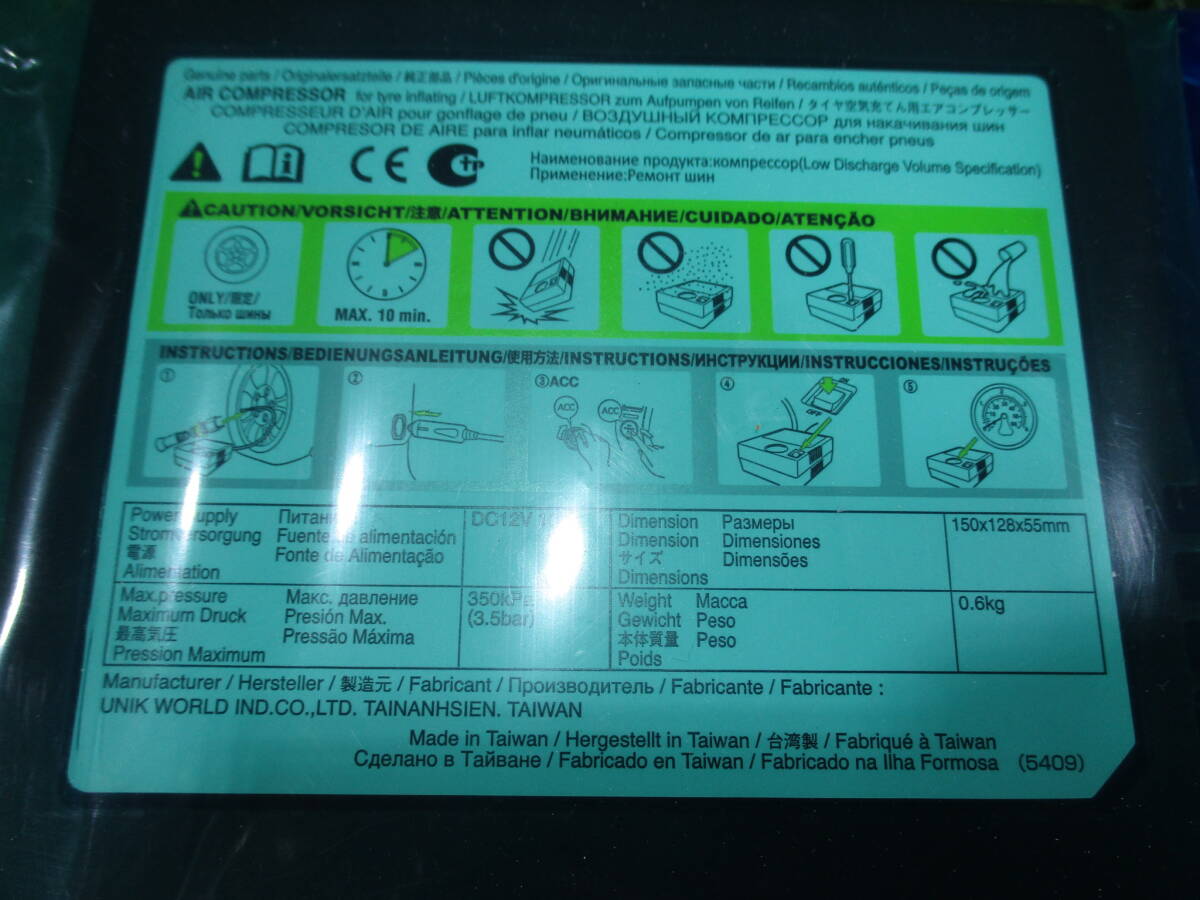 Genuine parts / Originalersatzteile / 純正部品 / Pièces d'origine / Оригинальные запасные части / Recambios auténticos / Peças de origem
AIR COMPRESSOR for tyre inflating / LUFTKOMPRESSOR zum Aufpumpen von Reifen / タイヤ空気充てん用エアコンプレッサー
COMPRESSEUR D'AIR pour gonflage de pneu / ВОЗДУШНЫЙ КОМПРЕССОР для накачивания шин
COMPRESOR DE AIRE para inflar neumáticos / Compressor de ar para encher pneus
CE
Наименование продукта:компрессор(Low Discharge Volume Specification)
Применение:Ремонт шин
CAUTION/VORSICHT/注意/ATTENTION/ВНИМАНИЕ/CUIDADO/ATENÇÃO
ONLY/限定/
Только шины
MAX. 10 min.
INSTRUCTIONS/BEDIENUNGSANLEITUNG/使用方法/INSTRUCTIONS/ИНСТРУКЦИИ/INSTRUCCIONES/INSTRUÇÕES
① ② ③ACC ④ ⑤
ACC ACC OFF
Power supply Питание DC12V
Stromversorgung Fuente de alimentación
電源 Fonte de Alimentação
Alimentation
Dimension Размеры 150x128x55mm
Dimension Dimensiones
サイズ Dimensões
Dimensions
Max.pressure Макс. давление 350kPa
Maximum Druck Presión Max. (3.5bar)
最高気圧 Pressão Máxima
Pression Maximum
Weight Масса 0.6kg
Gewicht Peso
本体質量 Peso
Poids
Manufacturer / Hersteller / 製造元 / Fabricant / Производитель / Fabricante / Fabricante :
UNIK WORLD IND.CO.,LTD. TAINANHSIEN. TAIWAN
Made in Taiwan / Hergestellt in Taiwan / 台湾製 / Fabriqué à Taiwan
Сделано в Тайване / Fabricado en Taiwan / Fabricado na Ilha Formosa (5409)